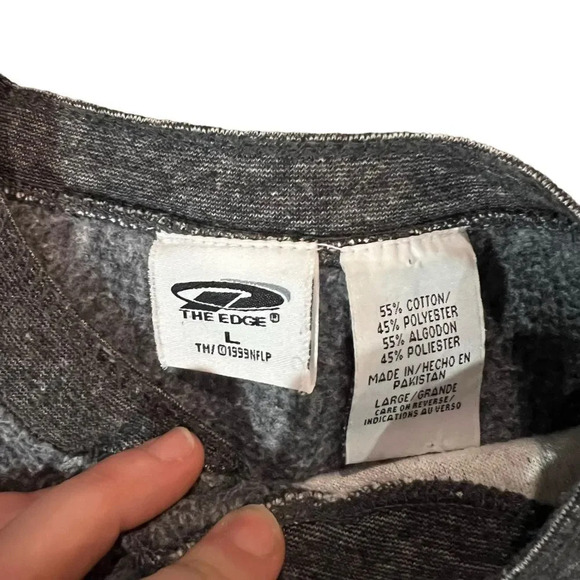 THE EDGE®
L
TM/©1999NFLP
55% COTTON/
45% POLYESTER
55% ALGODON
45% POLIESTER
MADE IN/HECHO EN
PAKISTAN
LARGE/GRANDE
CARE ON REVERSE/
INDICATIONS AU VERSO